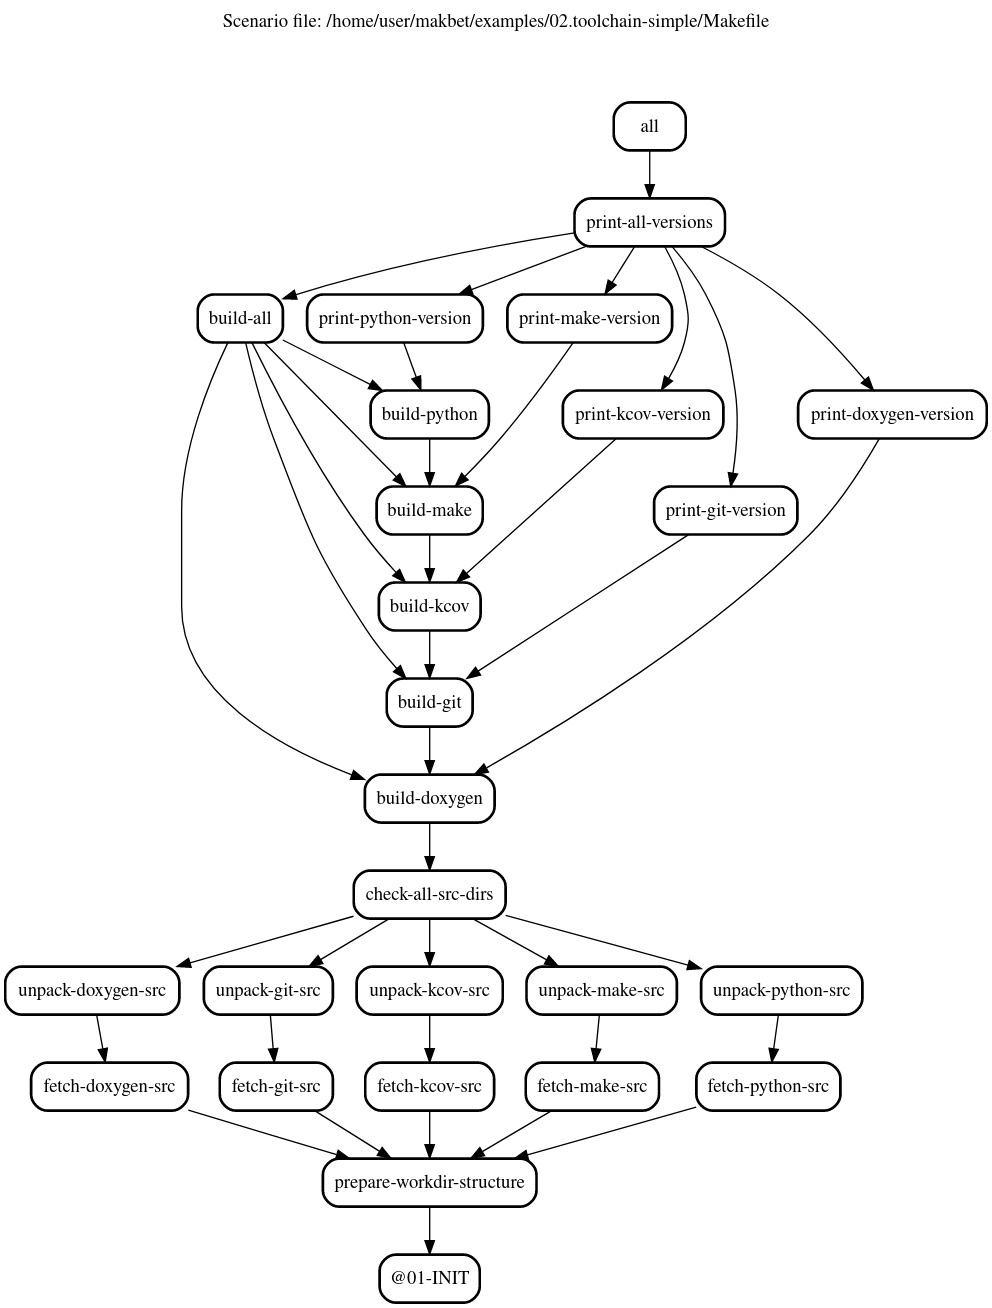 Scenario file: /home/user/makbet/examples/02.toolchain-simple/Makefile
all
print-all-versions
build-all
print-python-version
print-make-version
build-python
print-kcov-version
print-doxygen-version
build-make
print-git-version
build-kcov
build-git
build-doxygen
check-all-src-dirs
unpack-doxygen-src
unpack-git-src
unpack-kcov-src
unpack-make-src
unpack-python-src
fetch-doxygen-src
fetch-git-src
fetch-kcov-src
fetch-make-src
fetch-python-src
prepare-workdir-structure
@01-INIT